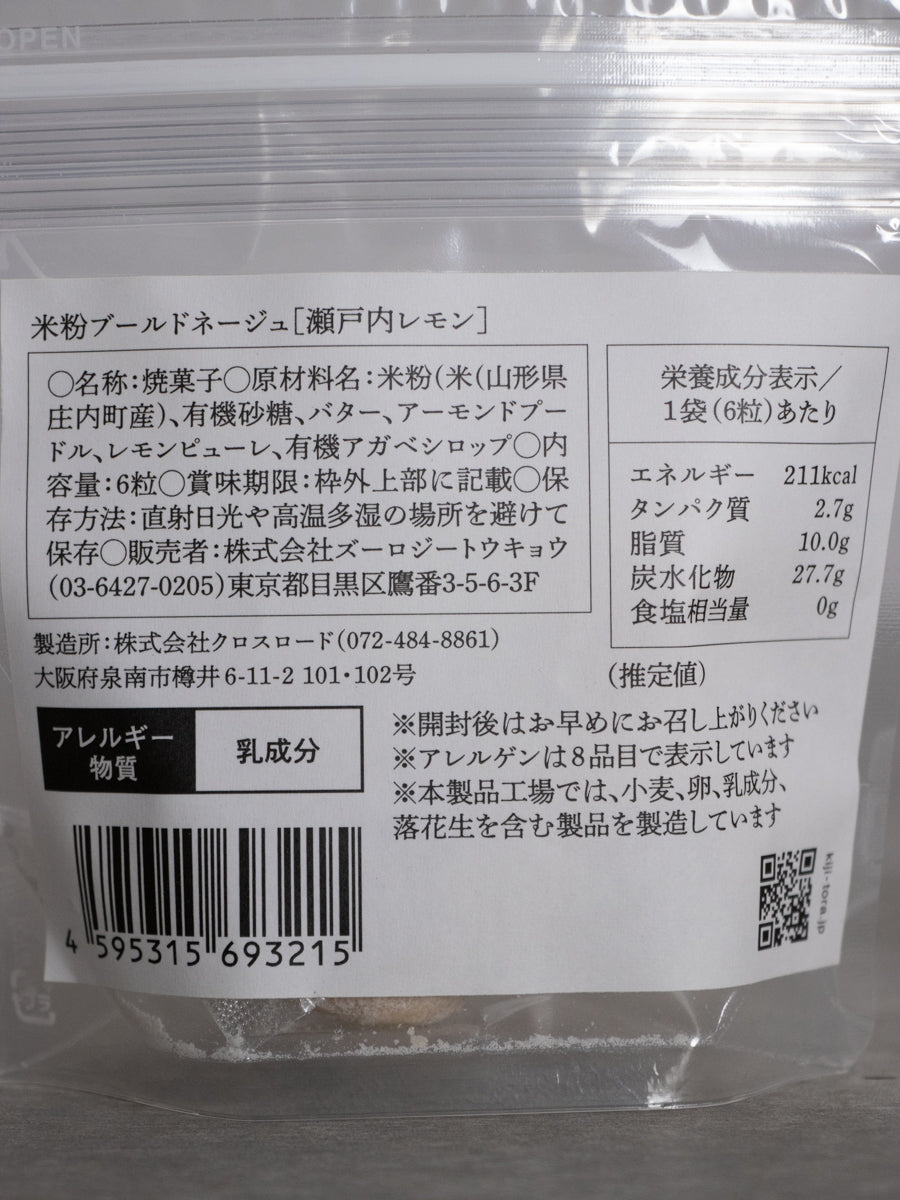 OPEN
米粉ブールドネージュ[瀬戸内レモン]
○名称:焼菓子○原材料名:米粉(米(山形県
庄内町産)、有機砂糖、バター、アーモンドプー
ドル、レモンピューレ、有機アガベシロップ○内
容量:6粒○賞味期限:枠外上部に記載○保
存方法:直射日光や高温多湿の場所を避けて
保存○販売者:株式会社ズーロジートウキョウ
(03-6427-0205)東京都目黒区鷹番3-5-6-3F
栄養成分表示/
1袋(6粒)あたり
エネルギー 211kcal
タンパク質 2.7g
脂質 10.0g
炭水化物 27.7g
食塩相当量 0g
(推定値)
製造所:株式会社クロスロード(072-484-8861)
大阪府泉南市樽井6-11-2 101・102号
アレルギー
物質
乳成分
※開封後はお早めにお召し上がりください
※アレルゲンは8品目で表示しています
※本製品工場では、小麦、卵、乳成分、
落花生を含む製品を製造しています
4 595315 693215
kiji-tora.jp
プラ